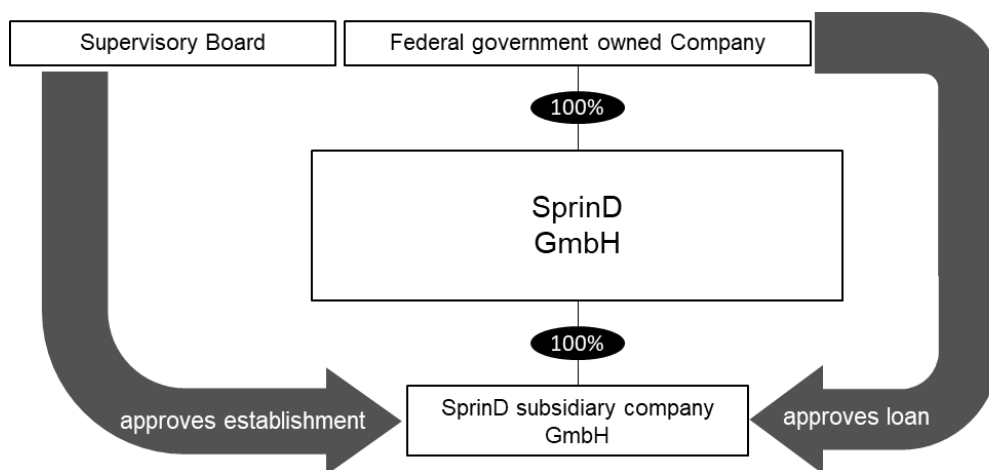 Supervisory Board
Federal government owned Company
100%
SprinD
GmbH
100%
approves establishment
SprinD subsidiary company
GmbH
approves loan